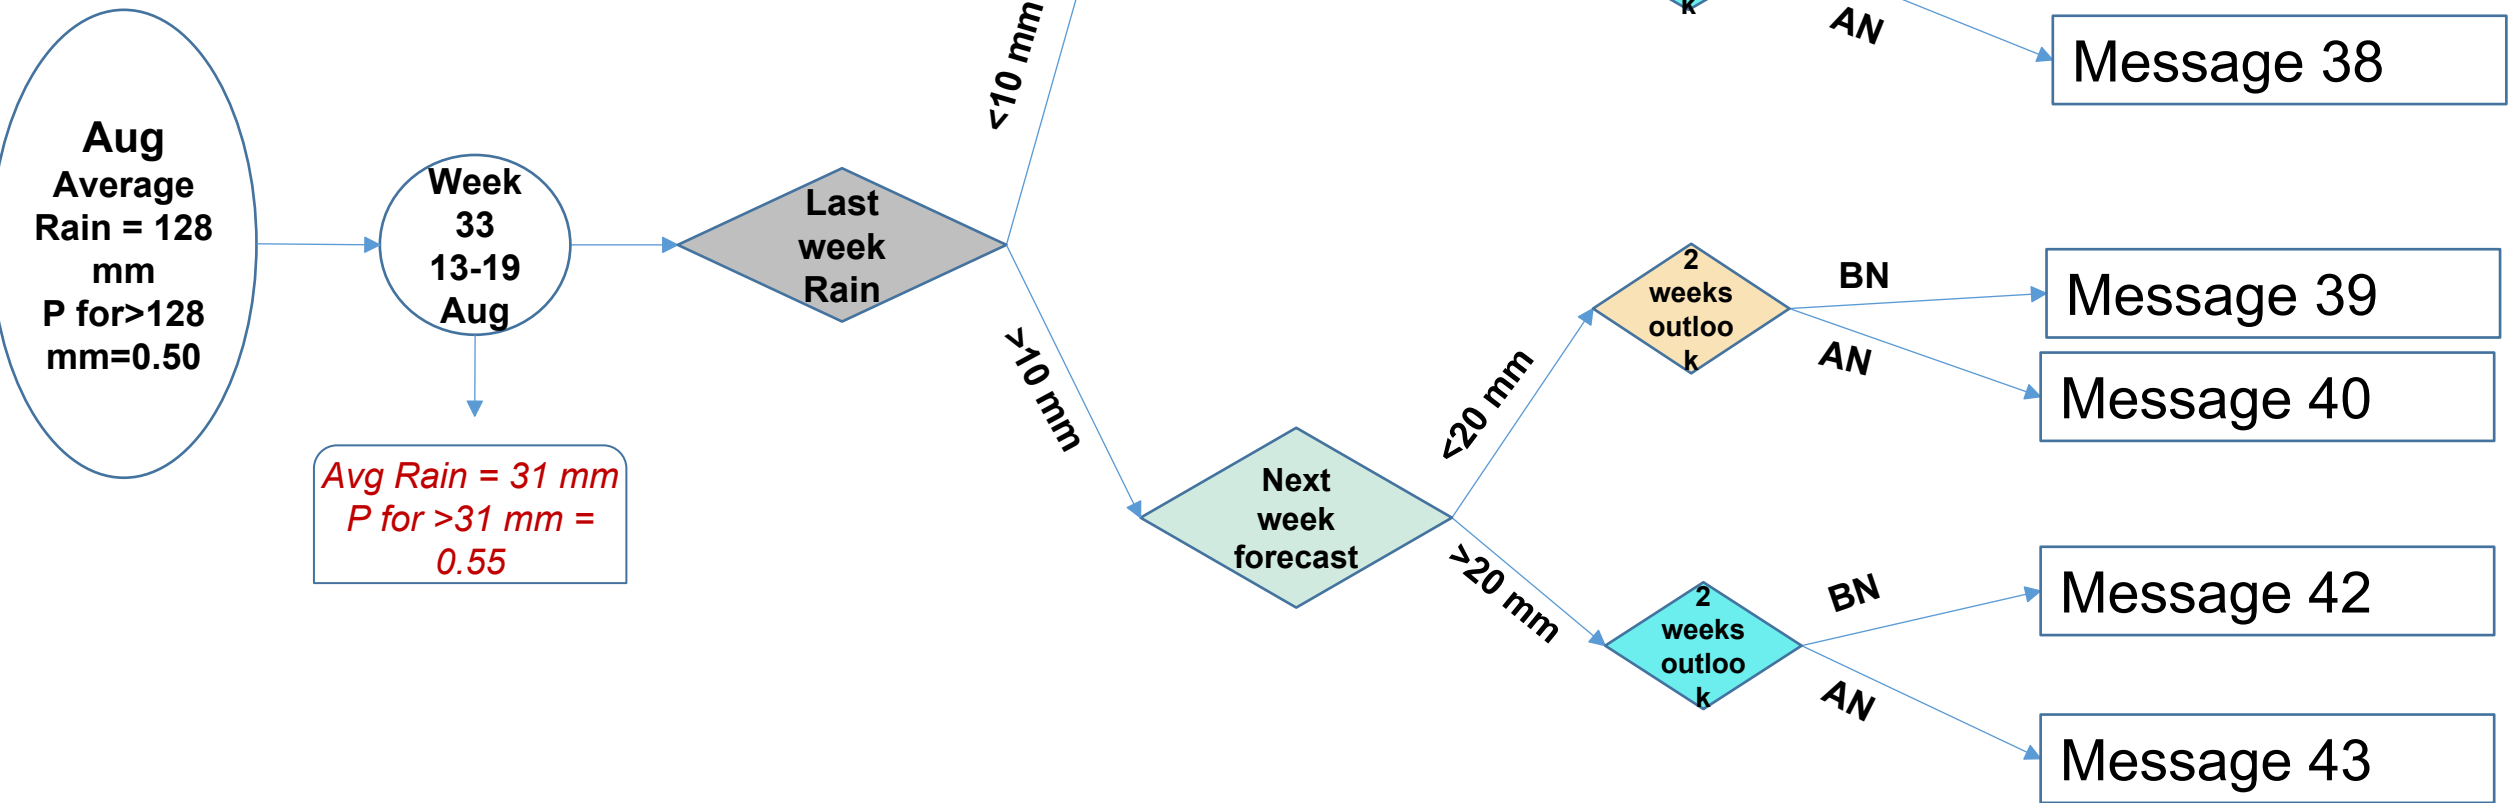 Aug
Average
Rain = 128
mm
P for>128
mm=0.50
Week
33
13-19
Aug
Avg Rain = 31 mm
P for >31 mm =
0.55
Last
week
Rain
<10 mm
>10 mm
Next
week
forecast
<20 mm
>20 mm
k
AN
Message 38
2
weeks
outloo
k
BN
Message 39
AN
Message 40
2
weeks
outloo
k
BN
Message 42
AN
Message 43